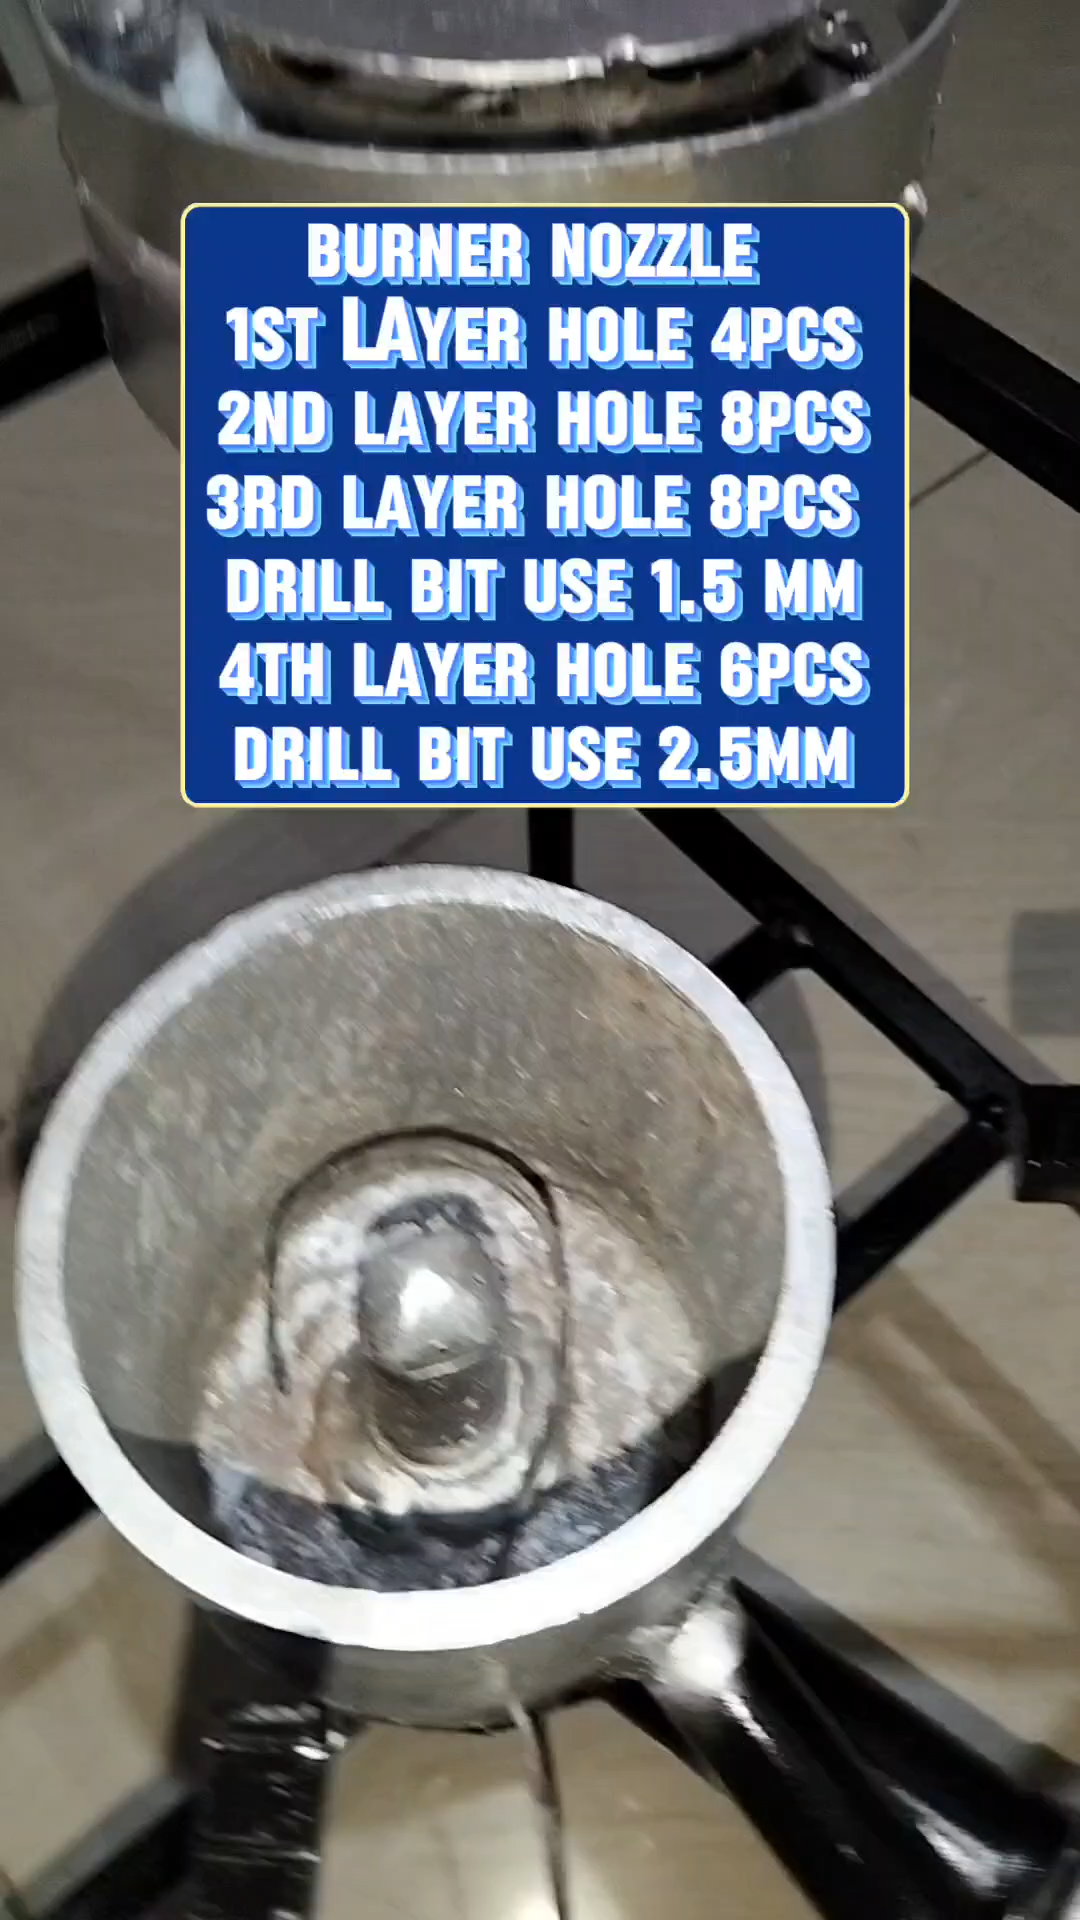 BURNER NOZZLE
1ST LAYER HOLE 4PCS
2ND LAYER HOLE 8PCS
3RD LAYER HOLE 8PCS
DRILL BIT USE 1.5 MM
4TH LAYER HOLE 6PCS
DRILL BIT USE 2.5MM